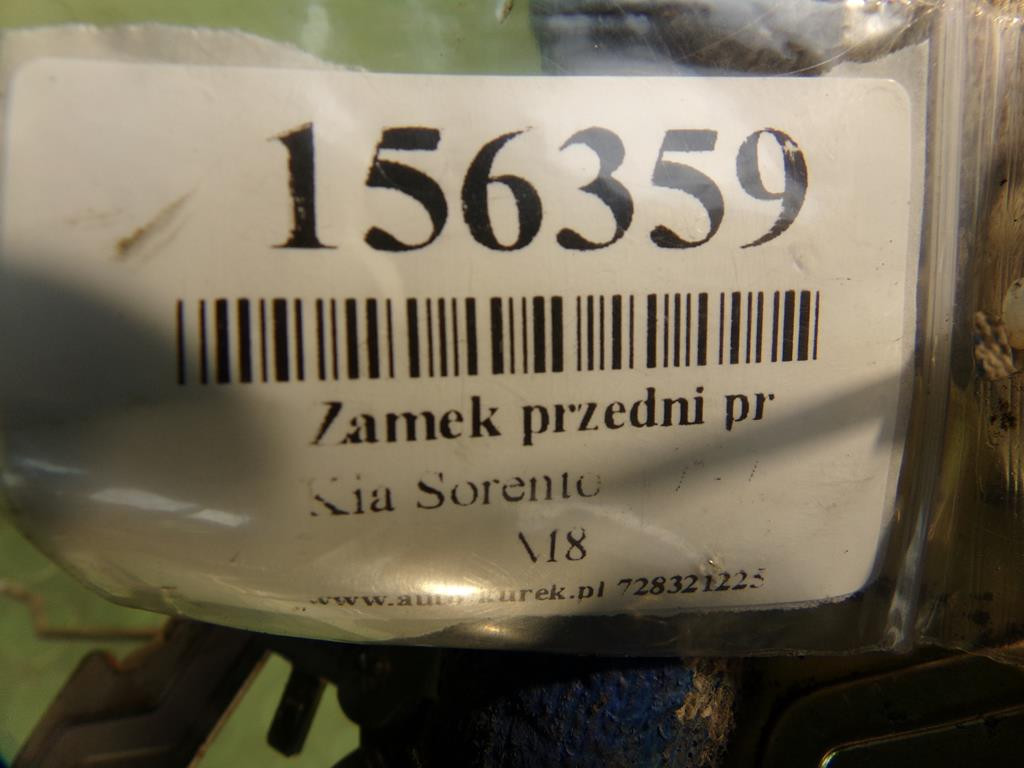 156359
Zamek przedni pr
Kia Sorento
M8
728321225